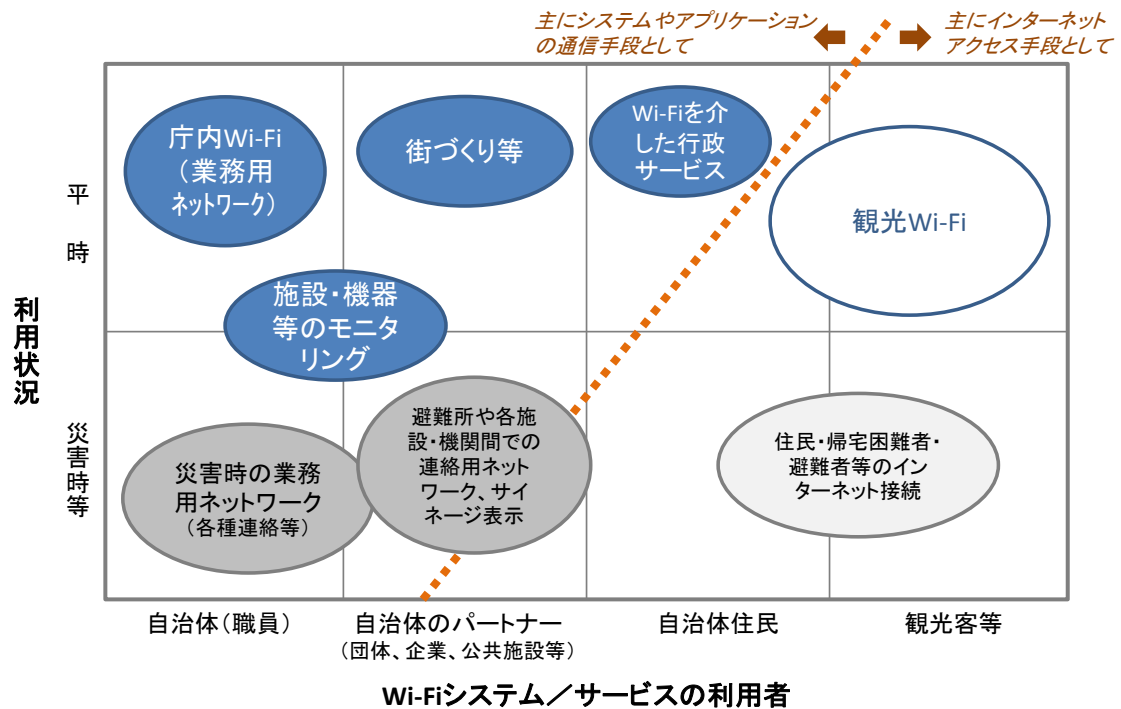 主にシステムやアプリケーション
の通信手段として
主にインターネット
アクセス手段として
庁内Wi-Fi
(業務用
ネットワーク)
街づくり等
Wi-Fiを介
した行政
サービス
観光Wi-Fi
平
時
施設・機器
等のモニタ
リング
利用状況
災害時等
災害時の業務
用ネットワーク
(各種連絡等)
避難所や各施
設・機関間での
連絡用ネット
ワーク、サイ
ネージ表示
住民・帰宅困難者・
避難者等のイン
ターネット接続
自治体(職員)
自治体のパートナー
(団体、企業、公共施設等)
自治体住民
観光客等
Wi-Fiシステム/サービスの利用者